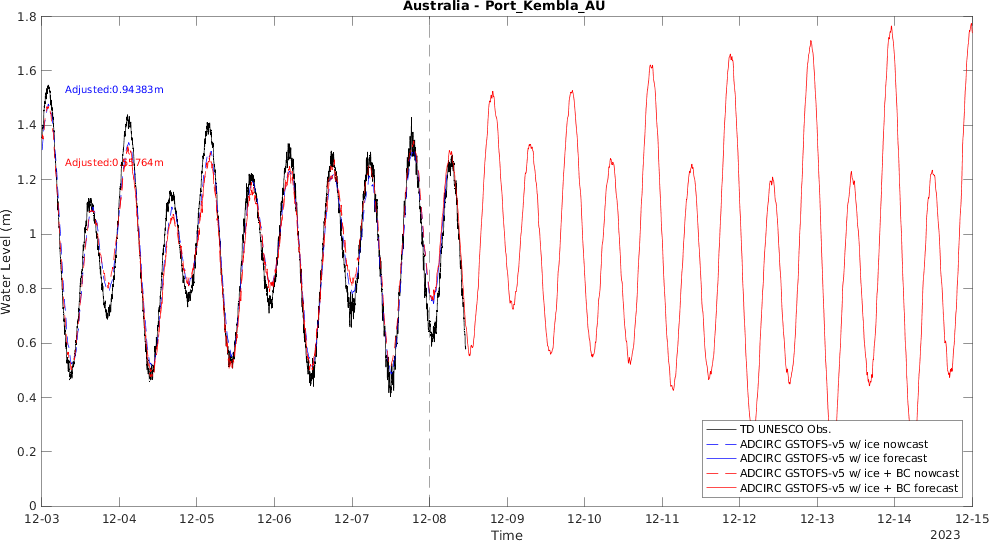 Australia - Port_Kembla_AU
1.8
1.6
1.4
1.2
1
0.8
0.6
0.4
0.2
0
Water Level (m)
Adjusted:0.94383m
TD UNESCO Obs.
ADCIRC GSTOFS-v5 w/ ice nowcast
ADCIRC GSTOFS-v5 w/ ice forecast
ADCIRC GSTOFS-v5 w/ ice + BC nowcast
ADCIRC GSTOFS-v5 w/ ice + BC forecast
12-03 12-04 12-05 12-06 12-07 12-08 12-09 12-10 12-11 12-12 12-13 12-14 12-15
Time
2023